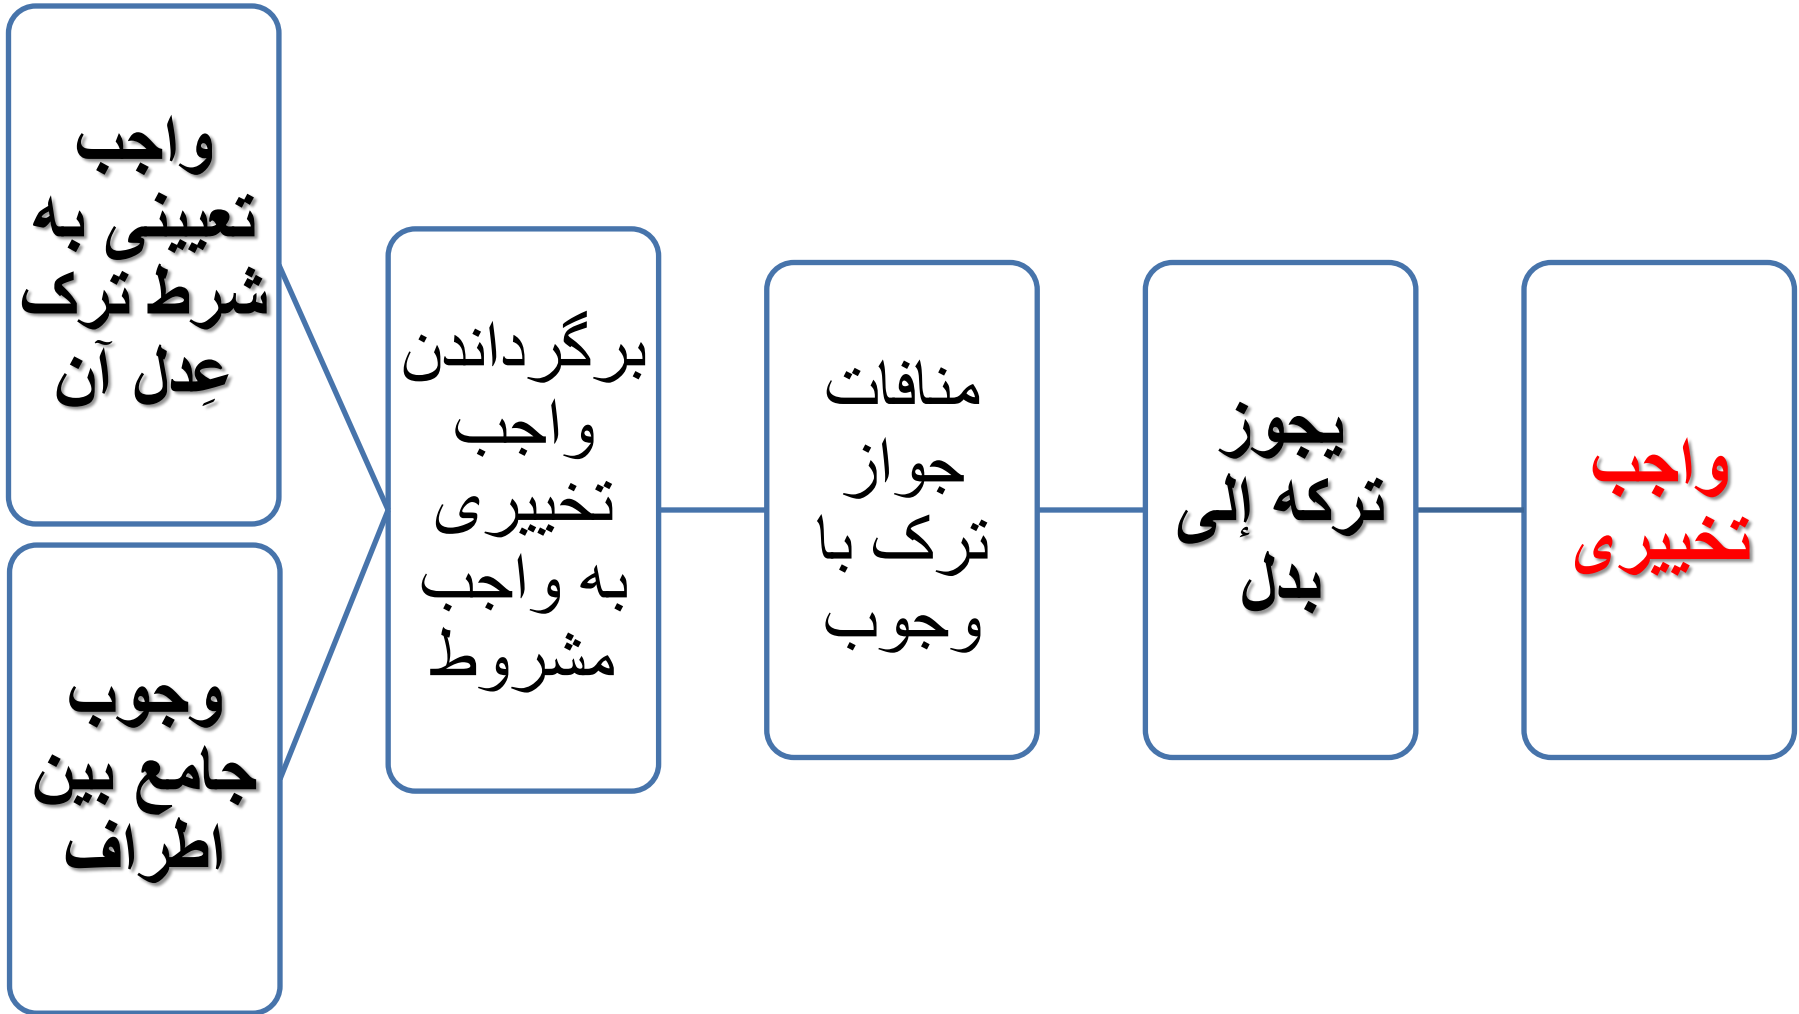 واجب
تخییری
یجوز
ترکه إلی
بدل
منافات
جواز
ترک با
وجوب
برگرداندن
واجب
تخییری
به واجب
مشروط
واجب
تعیینی به
شرط ترک
عِدل آن
وجوب
جامع بین
اطراف